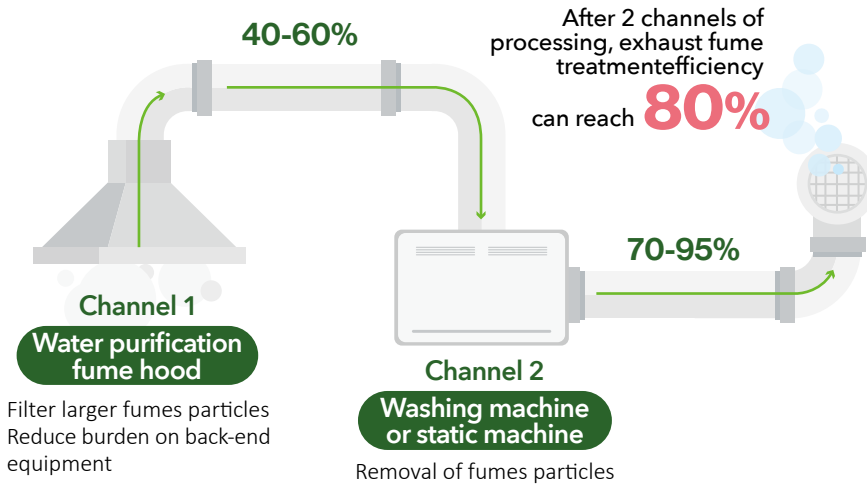 40-60%
After 2 channels of
processing, exhaust fume
treatmentefficiency
can reach 80%
70-95%
Channel 1
Water purification
fume hood
Filter larger fumes particles
Reduce burden on back-end
equipment
Channel 2
Washing machine
or static machine
Removal of fumes particles